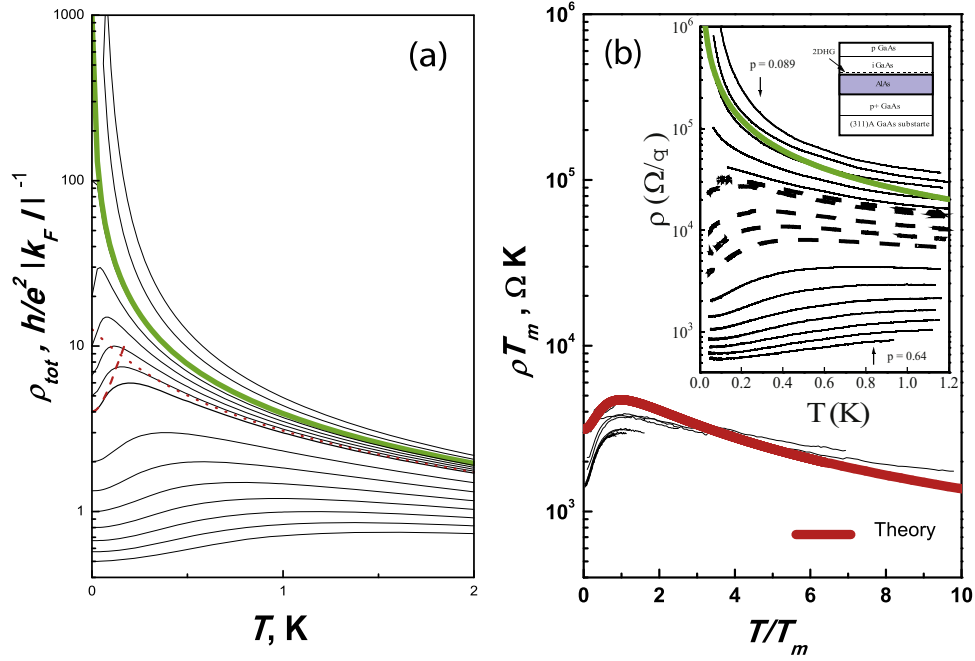 (a)
1000
100
10
1
ρtot , h/e² |kF l|⁻¹
0
1
2
T, K
(b)
10⁶
10⁵
10⁴
10³
ρTm , Ω K
0
2
4
6
8
10
T/Tm
Theory
10⁶
10⁵
10⁴
10³
ρ (Ω/q)
0.0
0.2
0.4
0.6
0.8
1.0
1.2
T (K)
p = 0.089
p = 0.64
2DHG
p GaAs
i GaAs
AlAs
p+ GaAs
(311)A GaAs substarte